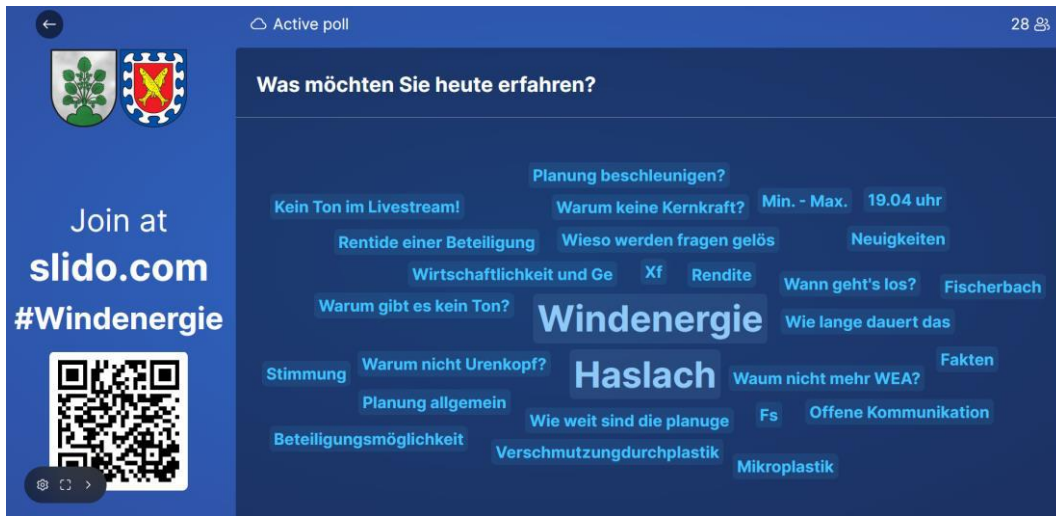 Active poll
28
Was möchten Sie heute erfahren?
Join at
slido.com
#Windenergie
Planung beschleunigen?
Kein Ton im Livestream!
Warum keine Kernkraft?
Min. - Max.
19.04 uhr
Rentide einer Beteiligung
Wieso werden fragen gelös
Neuigkeiten
Wirtschaftlichkeit und Ge
Xf
Rendite
Wann geht's los?
Fischerbach
Warum gibt es kein Ton?
Windenergie
Wie lange dauert das
Stimmung
Warum nicht Urenkopf?
Haslach
Waum nicht mehr WEA?
Fakten
Planung allgemein
Wie weit sind die planuge
Fs
Offene Kommunikation
Beteiligungsmöglichkeit
Verschmutzungdurchplastik
Mikroplastik